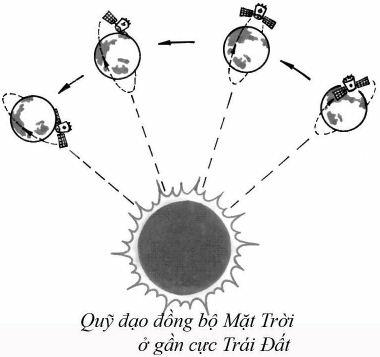 Quỹ đạo đồng bộ Mặt Trời
ở gần cực Trái Đất